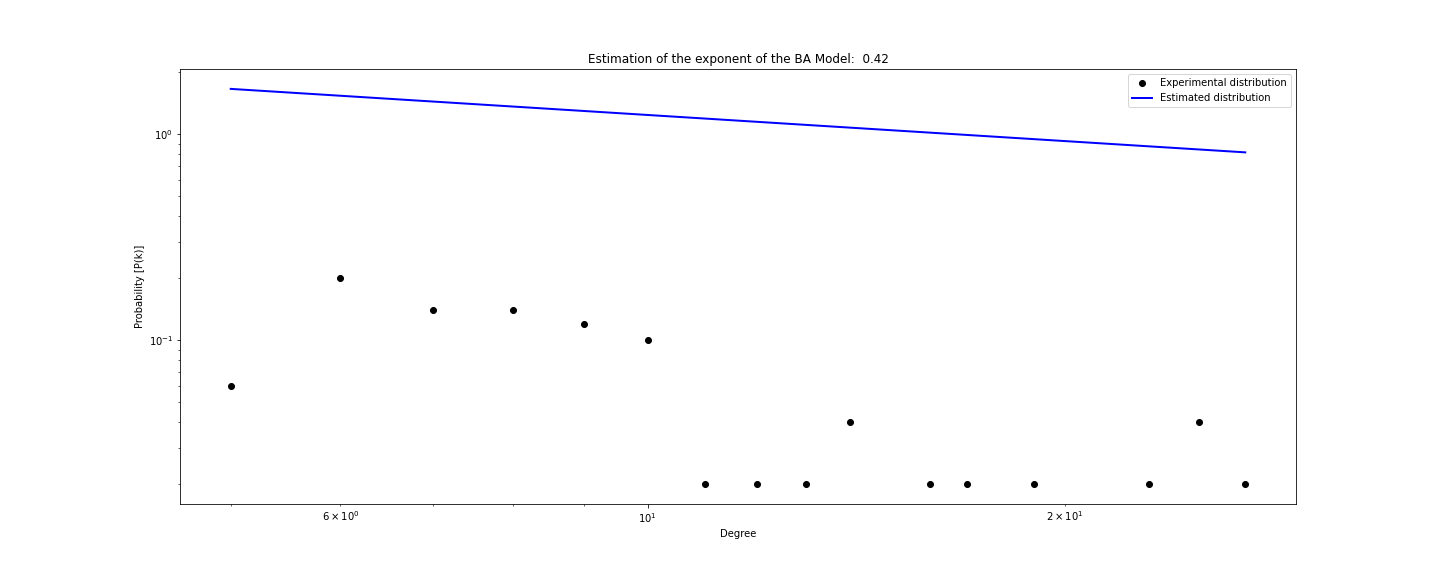 Estimation of the exponent of the BA Model:  0.42
Experimental distribution
Estimated distribution
Probability [P(k)]
10⁰
10⁻¹
6 × 10⁰
10¹
2 × 10¹
Degree